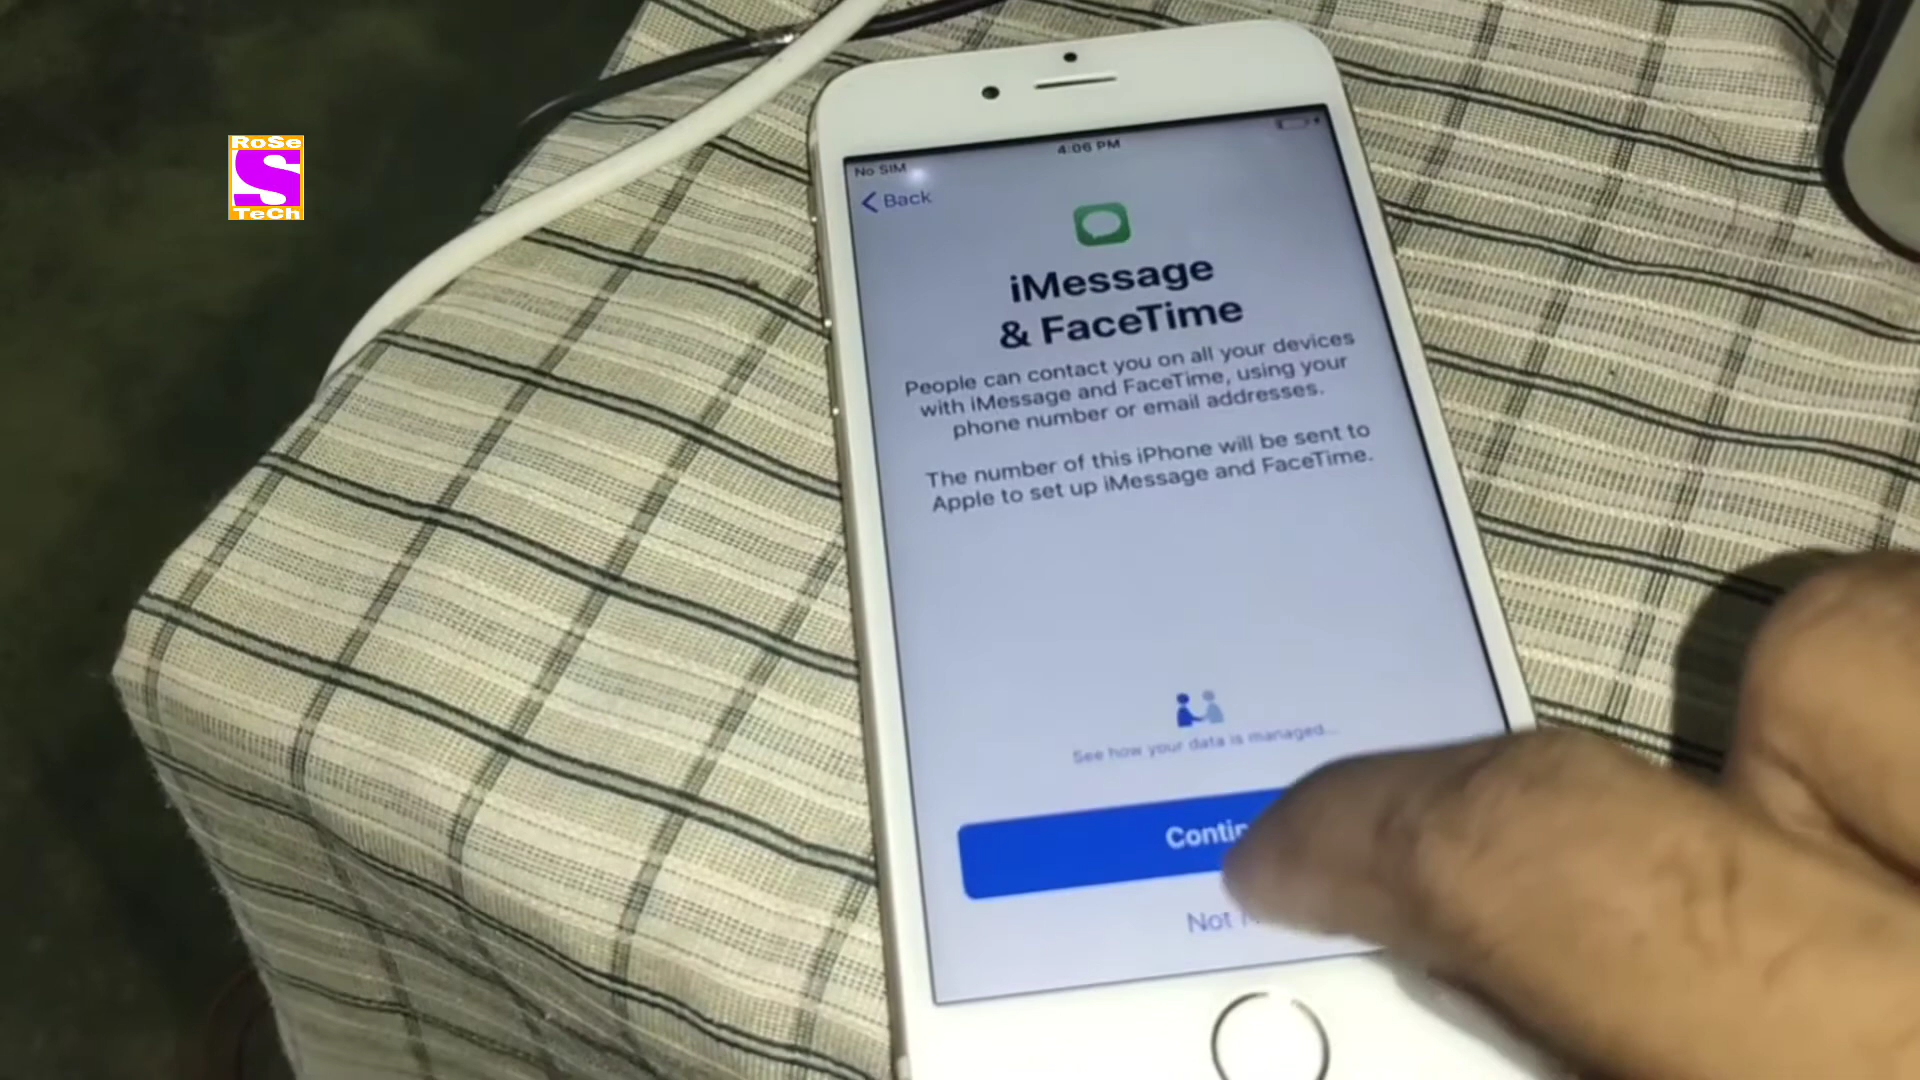 RoSe
S
TeCh
No SIM
4:06 PM
Back
iMessage
& FaceTime
People can contact you on all your devices
with iMessage and FaceTime, using your
phone number or email addresses.
The number of this iPhone will be sent to
Apple to set up iMessage and FaceTime.
See how your data is managed...
Contin
Not